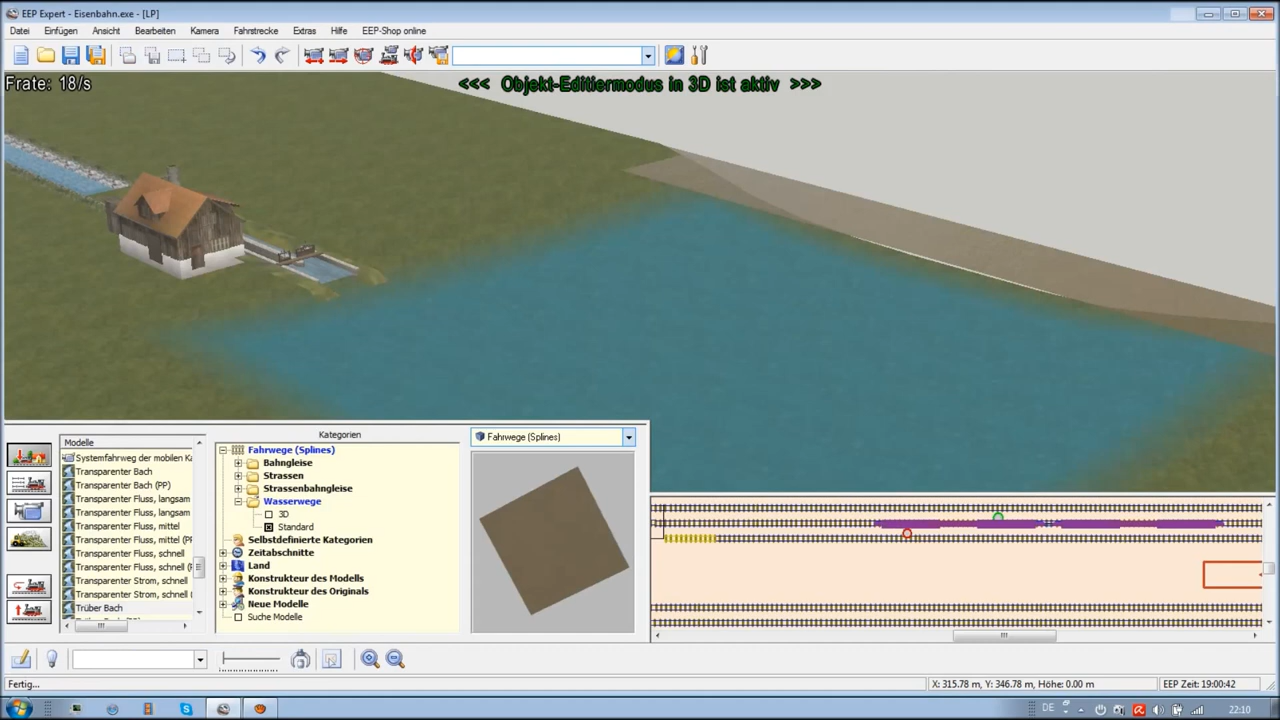 EEP Expert - Eisenbahn.exe - [LP]
Datei Einfügen Ansicht Bearbeiten Kamera Fahrstrecke Extras Hilfe EEP-Shop online
Frate: 18/s
<<< Objekt-Editiermodus in 3D ist aktiv >>>
Modelle
Systemfahrweg der mobilen Ka
Transparenter Bach
Transparenter Bach (PP)
Transparenter Fluss, langsam
Transparenter Fluss, langsam
Transparenter Fluss, mittel
Transparenter Fluss, mittel (PP
Transparenter Fluss, schnell
Transparenter Fluss, schnell (
Transparenter Strom, schnell
Transparenter Strom, schnell (
Trüber Bach
Kategorien
Fahrwege (Splines)
Bahngleise
Strassen
Strassenbahngleise
Wasserwege
3D
Standard
Selbstdefinierte Kategorien
Zeitabschnitte
Land
Konstrukteur des Modells
Konstrukteur des Originals
Neue Modelle
Suche Modelle
Fahrwege (Splines)
Fertig...
X: 315.78 m, Y: 346.78 m, Höhe: 0.00 m
EEP Zeit: 19:00:42
DE
22:10